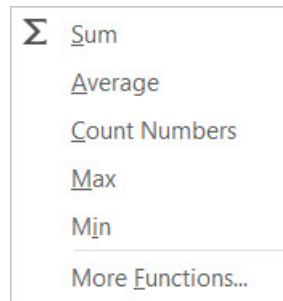 Σ Sum
Average
Count Numbers
Max
Min
More Functions...